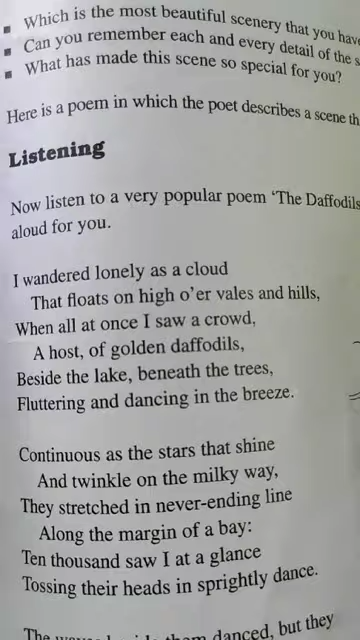 ▪ Which is the most beautiful scenery that you have
▪ Can you remember each and every detail of the
▪ What has made this scene so special for you?
Here is a poem in which the poet describes a scene
Listening
Now listen to a very popular poem ‘The Daffodils
aloud for you.
I wandered lonely as a cloud
That floats on high o’er vales and hills,
When all at once I saw a crowd,
A host, of golden daffodils,
Beside the lake, beneath the trees,
Fluttering and dancing in the breeze.
Continuous as the stars that shine
And twinkle on the milky way,
They stretched in never-ending line
Along the margin of a bay:
Ten thousand saw I at a glance
Tossing their heads in sprightly dance.
The them danced, but they